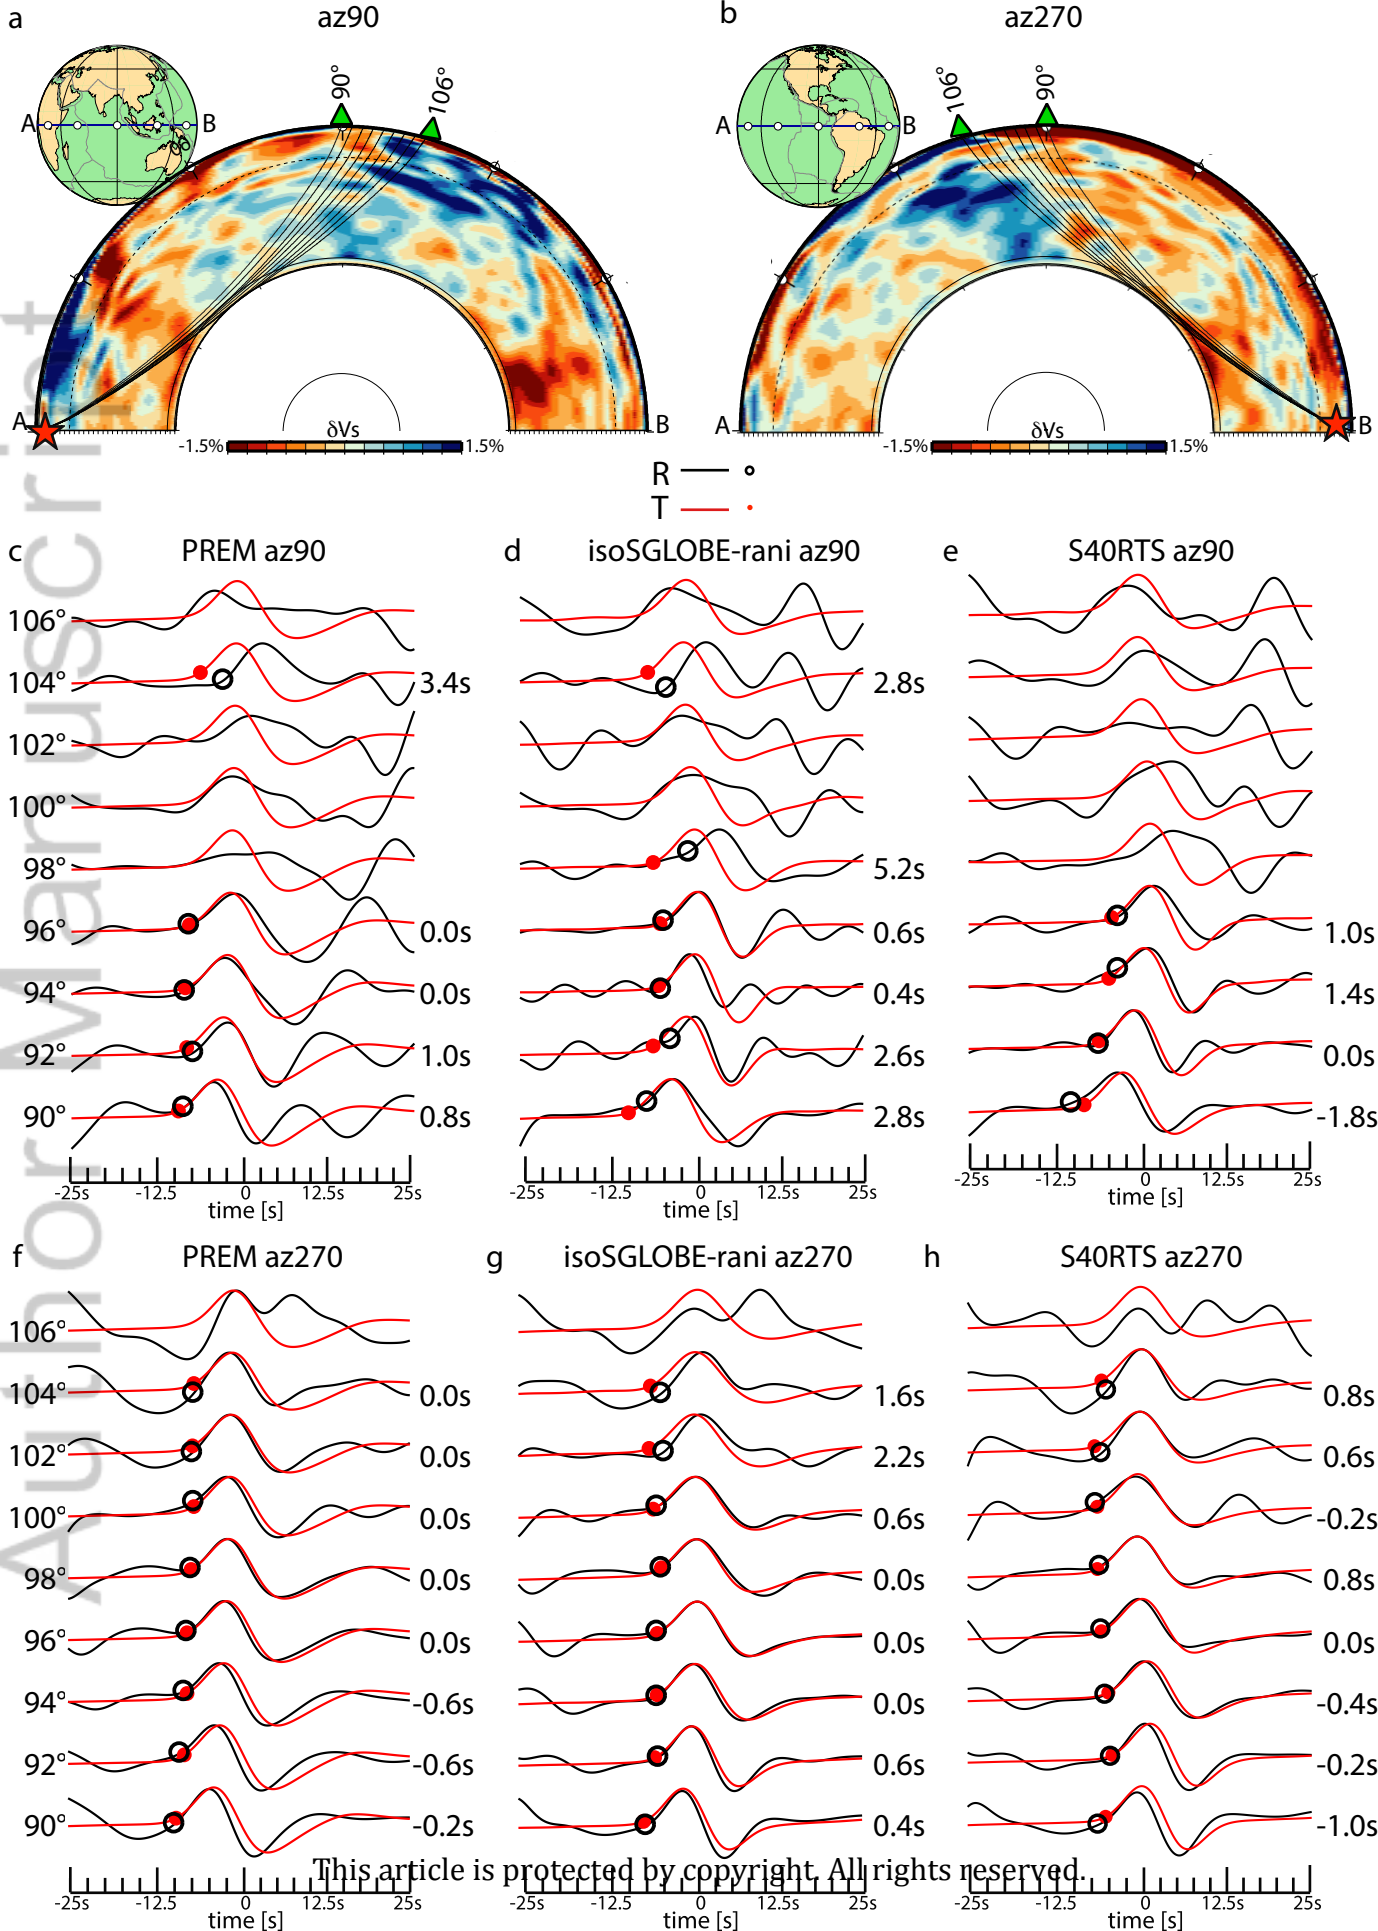 a az90 b az270
90° 106° 106° 90°
A B A B
A B A B
-1.5% δVs 1.5% -1.5% δVs 1.5%
R
T
c PREM az90 d isoSGLOBE-rani az90 e S40RTS az90
106°
104° 3.4s 2.8s
102°
100°
98° 5.2s
96° 0.0s 0.6s 1.0s
94° 0.0s 0.4s 1.4s
92° 1.0s 2.6s 0.0s
90° 0.8s 2.8s -1.8s
-25s -12.5 0 12.5s 25s -25s -12.5 0 12.5s 25s -25s -12.5 0 12.5s 25s
time [s] time [s] time [s]
f PREM az270 g isoSGLOBE-rani az270 h S40RTS az270
106°
104° 0.0s 1.6s 0.8s
102° 0.0s 2.2s 0.6s
100° 0.0s 0.6s -0.2s
98° 0.0s 0.0s 0.8s
96° 0.0s 0.0s 0.0s
94° -0.6s 0.0s -0.4s
92° -0.6s 0.6s -0.2s
90° -0.2s 0.4s -1.0s
This article is protected by copyright. All rights reserved.
-25s -12.5 0 12.5s 25s -25s -12.5 0 12.5s 25s -25s -12.5 0 12.5s 25s
time [s] time [s] time [s]
Author Manuscript